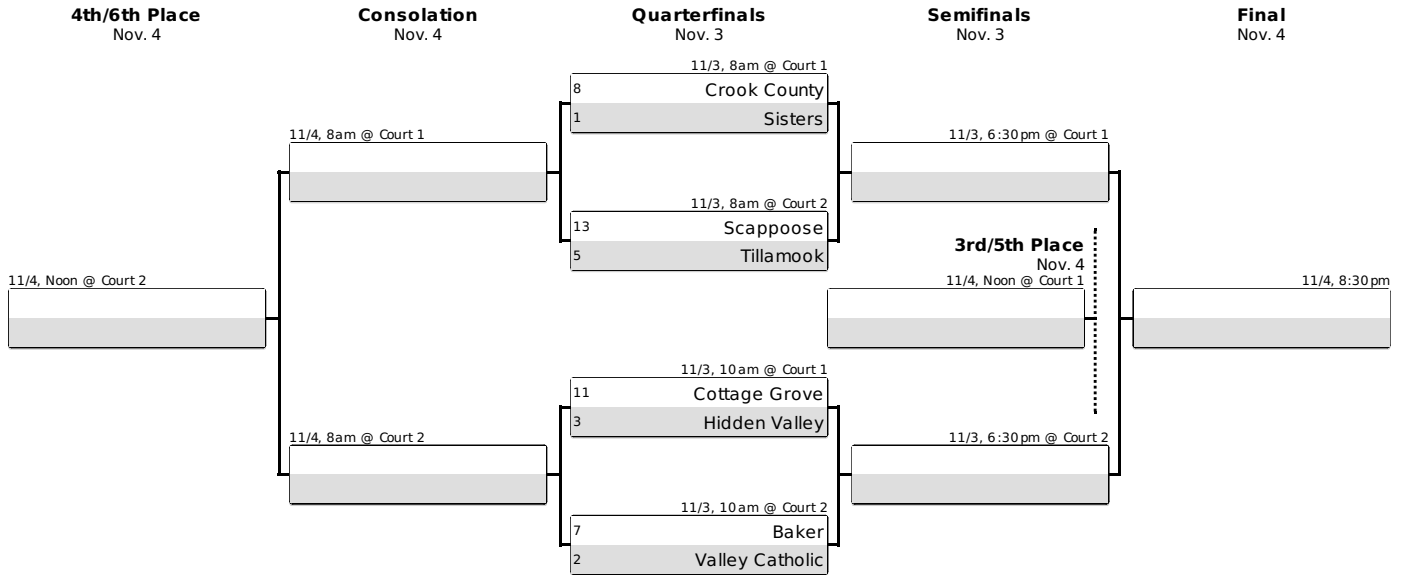 4th/6th Place
Nov. 4
Consolation
Nov. 4
Quarterfinals
Nov. 3
Semifinals
Nov. 3
Final
Nov. 4
11/3, 8am @ Court 1
8 Crook County
1 Sisters
11/4, 8am @ Court 1
11/3, 6:30pm @ Court 1
11/3, 8am @ Court 2
13 Scappoose
5 Tillamook
3rd/5th Place
Nov. 4
11/4, Noon @ Court 2
11/4, Noon @ Court 1
11/4, 8:30pm
11/3, 10am @ Court 1
11 Cottage Grove
3 Hidden Valley
11/4, 8am @ Court 2
11/3, 6:30pm @ Court 2
11/3, 10am @ Court 2
7 Baker
2 Valley Catholic